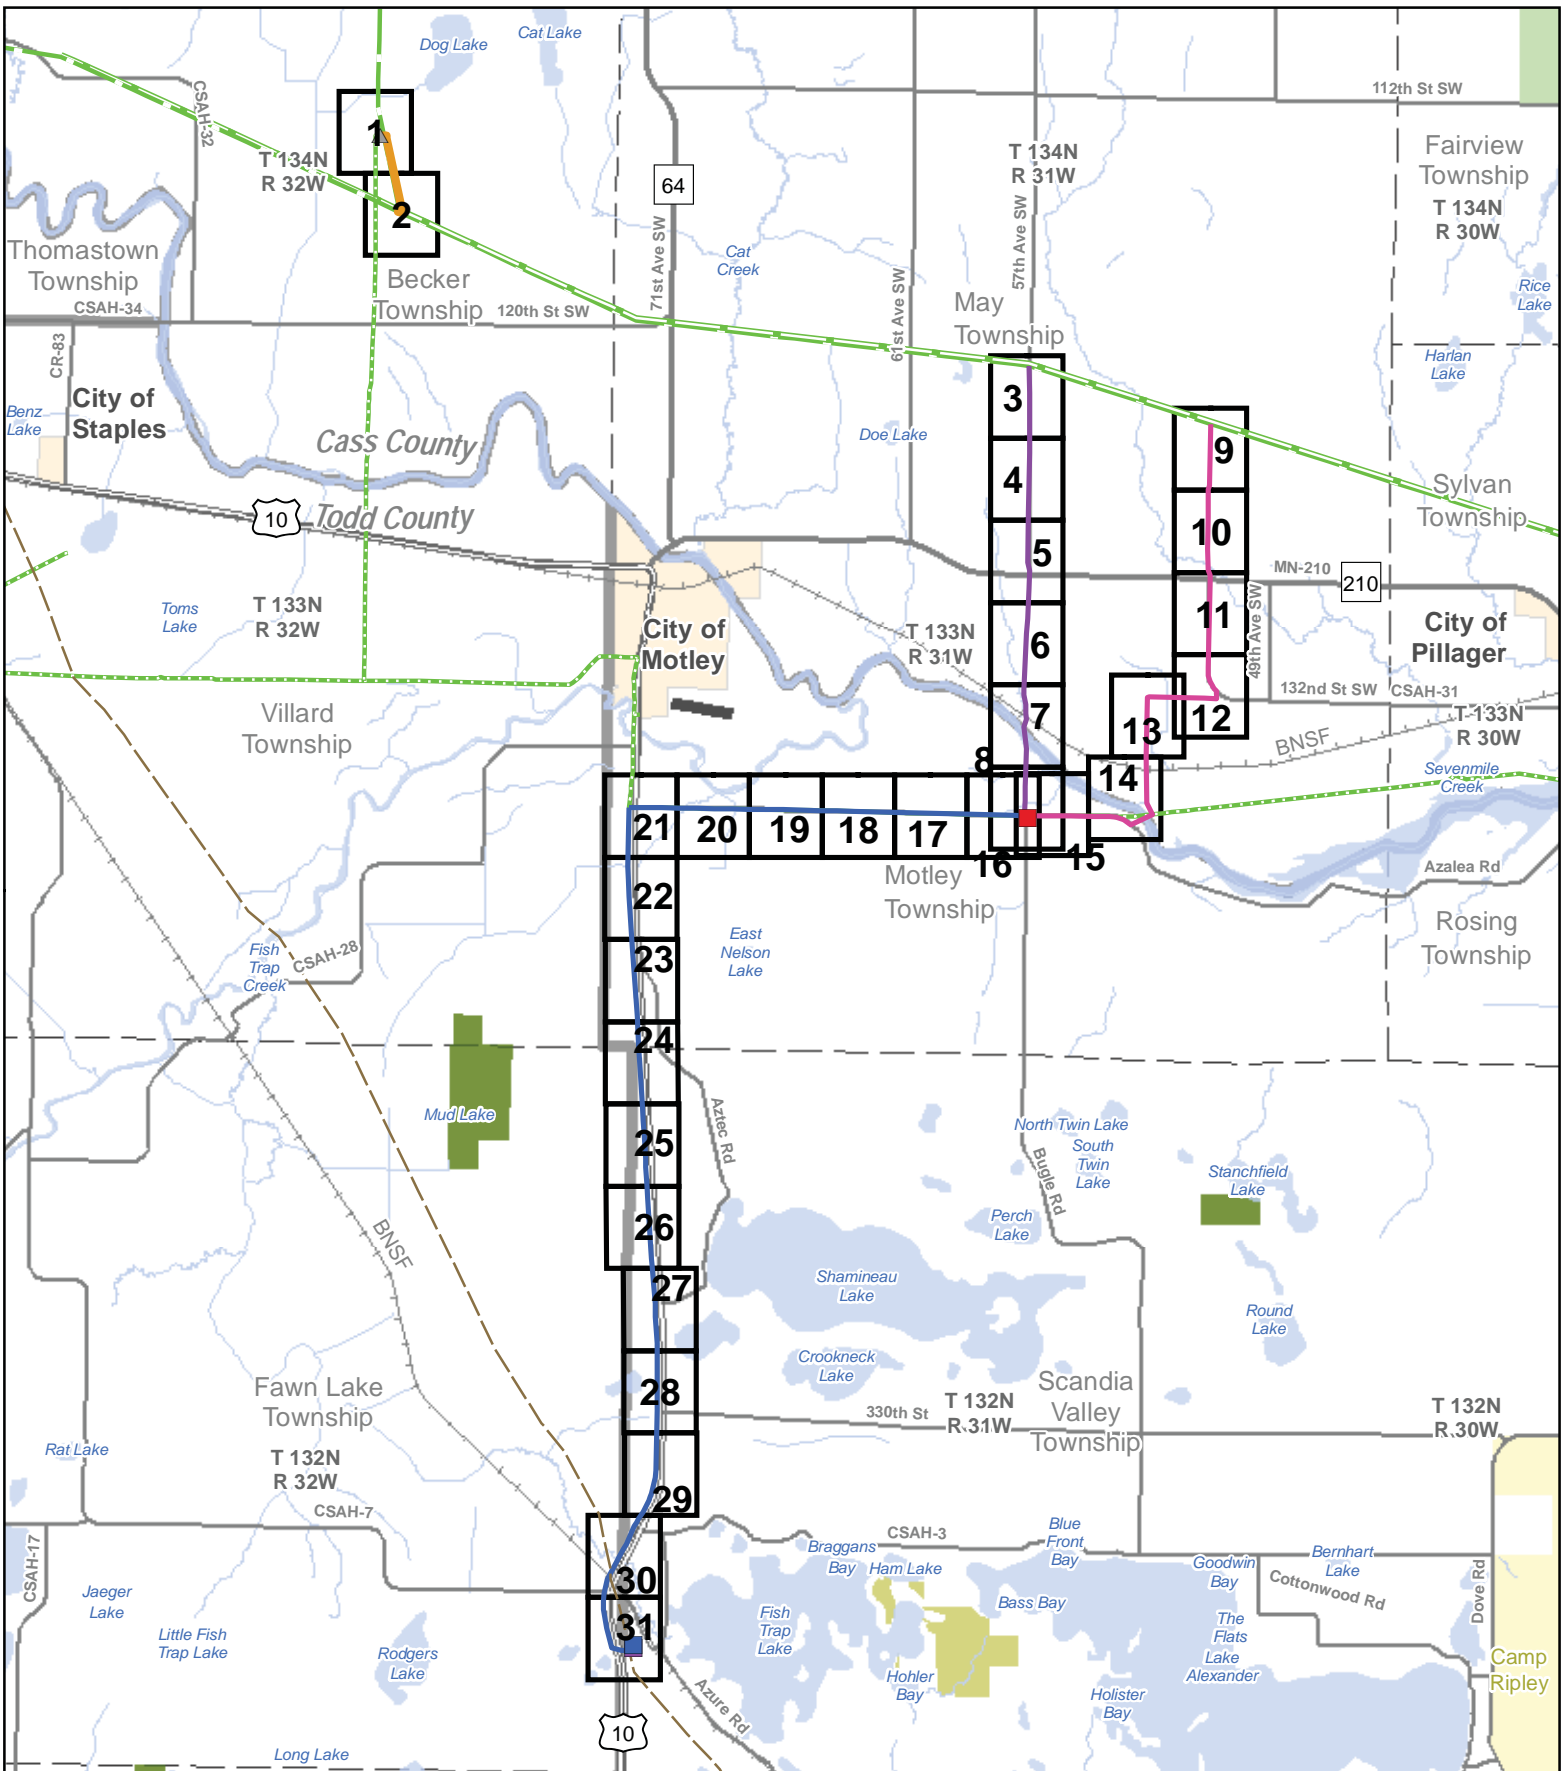 Cat Lake
Dog Lake
CSAH-32
112th St SW
1
Fairview
Township
T 134N
R 30W
T 134N
R 32W
T 134N
R 31W
64
2
71st Ave SW
57th Ave SW
Thomastown
Township
Cat
Creek
Becker
Township
CSAH-34
120th St SW
61st Ave SW
May
Township
Rice
Lake
CR-83
Harlan
Lake
City of
Staples
Benz
Lake
3
Cass County
Doe Lake
9
4
Sylvan
Township
10
Todd County
10
5
MN-210
210
Toms
Lake
T 133N
R 32W
City of
Motley
T 133N
R 31W
6
11
49th Ave SW
City of
Pillager
132nd St SW
CSAH-31
Villard
Township
7
13
12
T 133N
R 30W
BNSF
8
14
Sevenmile
Creek
21
20
19
18
17
16
15
Motley
Township
Azalea Rd
22
Rosing
Township
East
Nelson
Lake
Fish
Trap
Creek
CSAH-28
23
24
Mud Lake
Aztec Rd
North Twin Lake
South
Twin
Lake
25
Bugle Rd
Stanchfield
Lake
BNSF
26
Perch
Lake
Shamineau
Lake
27
Round
Lake
Crookneck
Lake
Fawn Lake
Township
28
Scandia
Valley
Township
330th St
T 132N
R 31W
T 132N
R 30W
Rat Lake
T 132N
R 32W
CSAH-7
29
CSAH-3
Blue
Front
Bay
Braggans
Bay
Ham Lake
CSAH-17
30
Goodwin
Bay
Bernhart
Lake
Cottonwood Rd
Dove Rd
Jaeger
Lake
Bass Bay
31
Fish
Trap
Lake
The
Flats
Lake
Alexander
Little Fish
Trap Lake
Rodgers
Lake
Hohler
Bay
Holister
Bay
Camp
Ripley
Azure Rd
10
Long Lake